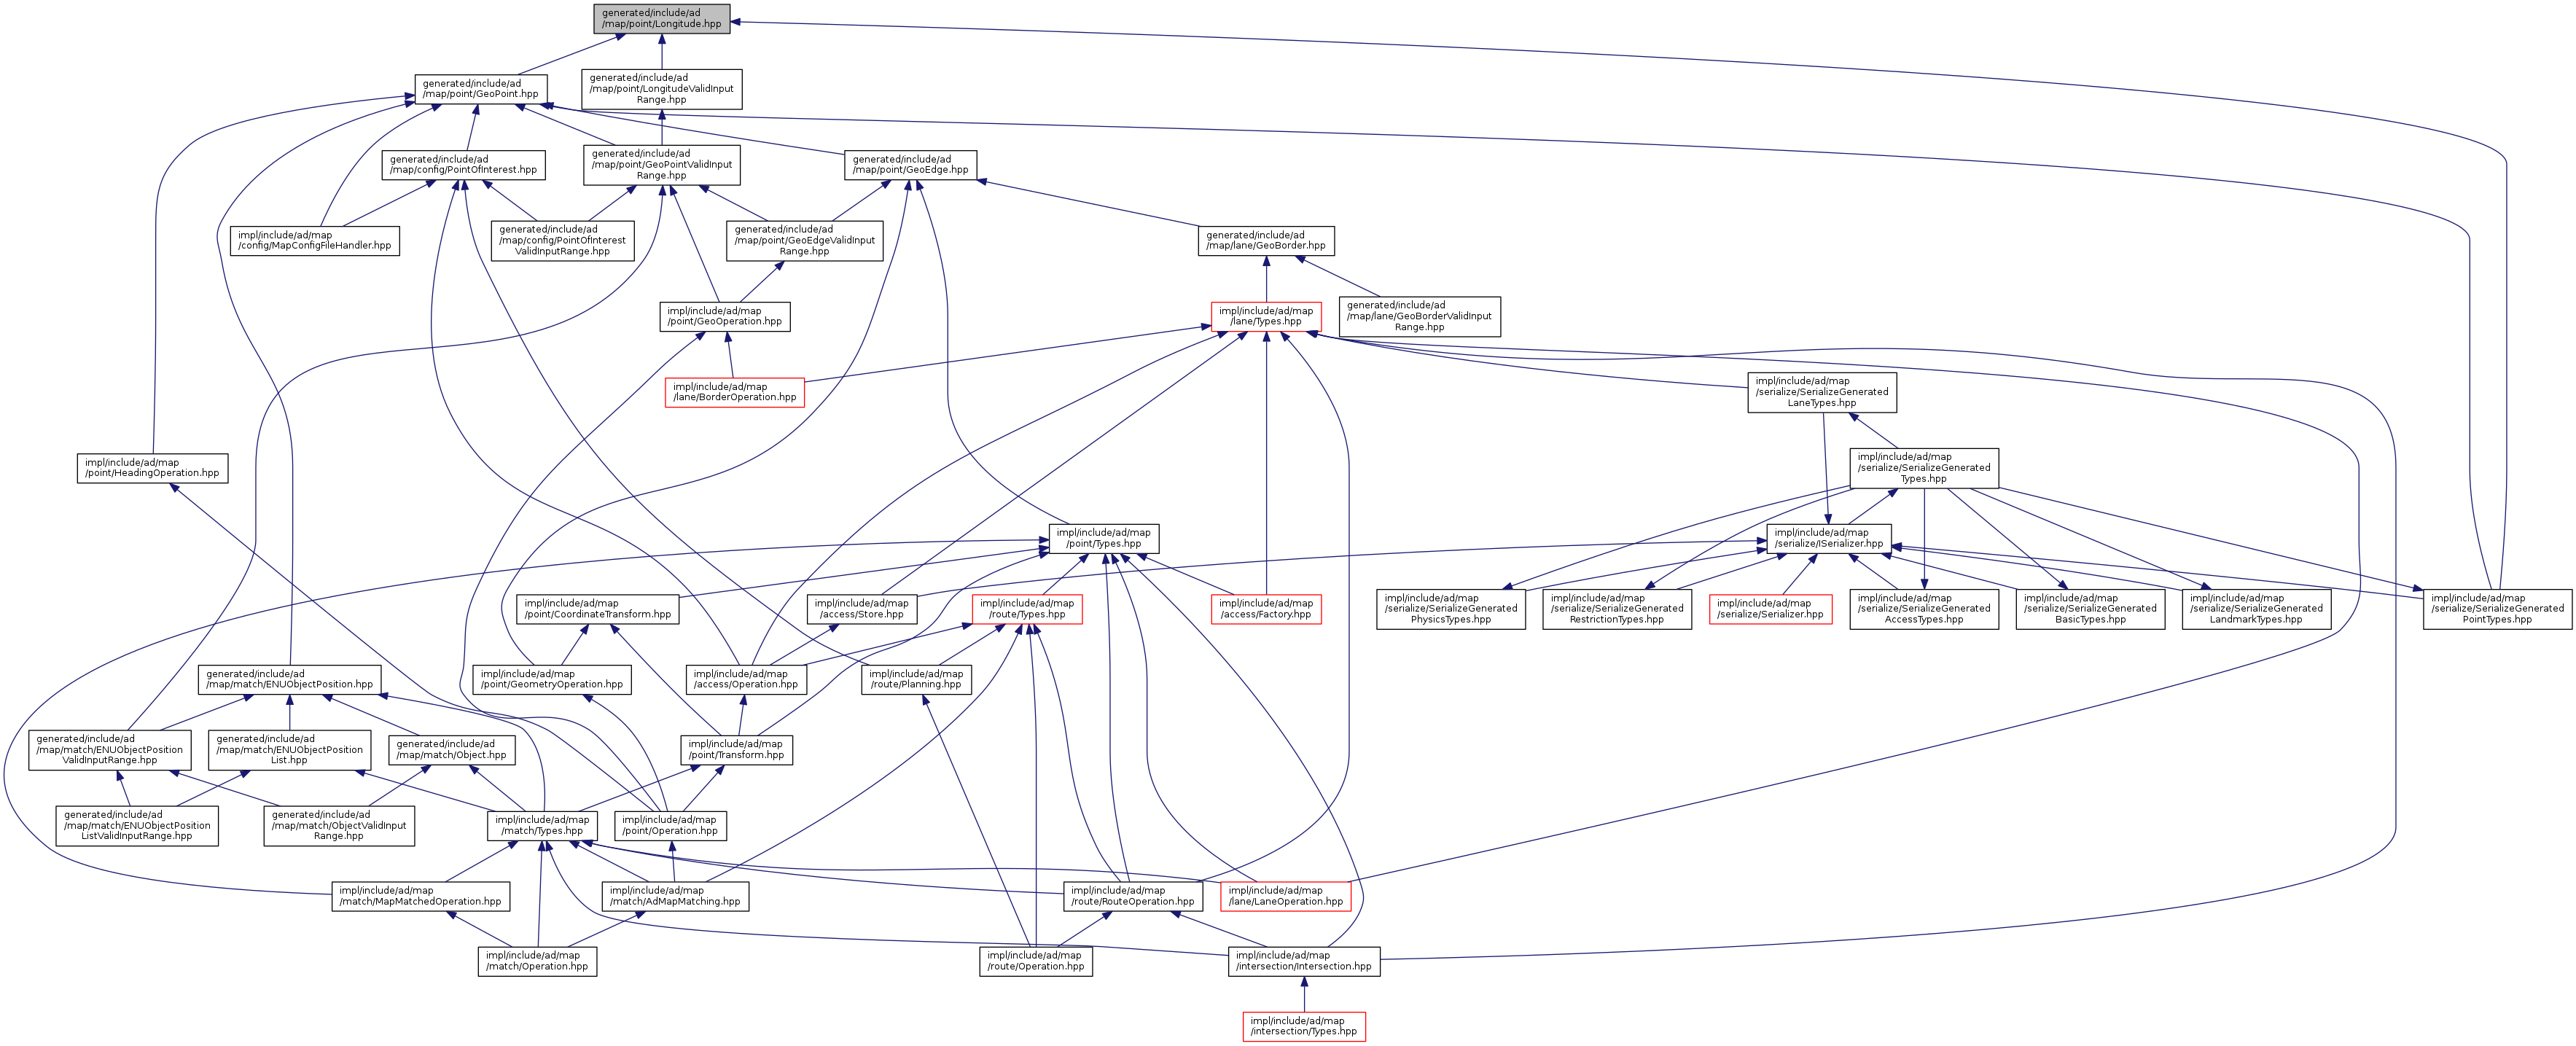 generated/include/ad
/map/point/Longitude.hpp
generated/include/ad
/map/point/GeoPoint.hpp
generated/include/ad
/map/point/LongitudeValidInput
Range.hpp
generated/include/ad
/map/config/PointOfInterest.hpp
generated/include/ad
/map/point/GeoPointValidInput
Range.hpp
generated/include/ad
/map/point/GeoEdge.hpp
impl/include/ad/map
/config/MapConfigFileHandler.hpp
generated/include/ad
/map/config/PointOfInterest
ValidInputRange.hpp
generated/include/ad
/map/point/GeoEdgeValidInput
Range.hpp
generated/include/ad
/map/lane/GeoBorder.hpp
impl/include/ad/map
/point/GeoOperation.hpp
impl/include/ad/map
/lane/Types.hpp
generated/include/ad
/map/lane/GeoBorderValidInput
Range.hpp
impl/include/ad/map
/lane/BorderOperation.hpp
impl/include/ad/map
/serialize/SerializeGenerated
LaneTypes.hpp
impl/include/ad/map
/point/HeadingOperation.hpp
impl/include/ad/map
/serialize/SerializeGenerated
Types.hpp
impl/include/ad/map
/point/Types.hpp
impl/include/ad/map
/serialize/ISerializer.hpp
impl/include/ad/map
/point/CoordinateTransform.hpp
impl/include/ad/map
/access/Store.hpp
impl/include/ad/map
/route/Types.hpp
impl/include/ad/map
/access/Factory.hpp
impl/include/ad/map
/serialize/SerializeGenerated
PhysicsTypes.hpp
impl/include/ad/map
/serialize/SerializeGenerated
RestrictionTypes.hpp
impl/include/ad/map
/serialize/Serializer.hpp
impl/include/ad/map
/serialize/SerializeGenerated
AccessTypes.hpp
impl/include/ad/map
/serialize/SerializeGenerated
BasicTypes.hpp
impl/include/ad/map
/serialize/SerializeGenerated
LandmarkTypes.hpp
impl/include/ad/map
/serialize/SerializeGenerated
PointTypes.hpp
generated/include/ad
/map/match/ENUObjectPosition.hpp
impl/include/ad/map
/point/GeometryOperation.hpp
impl/include/ad/map
/access/Operation.hpp
impl/include/ad/map
/route/Planning.hpp
generated/include/ad
/map/match/ENUObjectPosition
ValidInputRange.hpp
generated/include/ad
/map/match/ENUObjectPosition
List.hpp
generated/include/ad
/map/match/Object.hpp
impl/include/ad/map
/point/Transform.hpp
generated/include/ad
/map/match/ENUObjectPosition
ListValidInputRange.hpp
generated/include/ad
/map/match/ObjectValidInput
Range.hpp
impl/include/ad/map
/match/Types.hpp
impl/include/ad/map
/point/Operation.hpp
impl/include/ad/map
/match/MapMatchedOperation.hpp
impl/include/ad/map
/match/AdMapMatching.hpp
impl/include/ad/map
/route/RouteOperation.hpp
impl/include/ad/map
/lane/LaneOperation.hpp
impl/include/ad/map
/match/Operation.hpp
impl/include/ad/map
/route/Operation.hpp
impl/include/ad/map
/intersection/Intersection.hpp
impl/include/ad/map
/intersection/Types.hpp